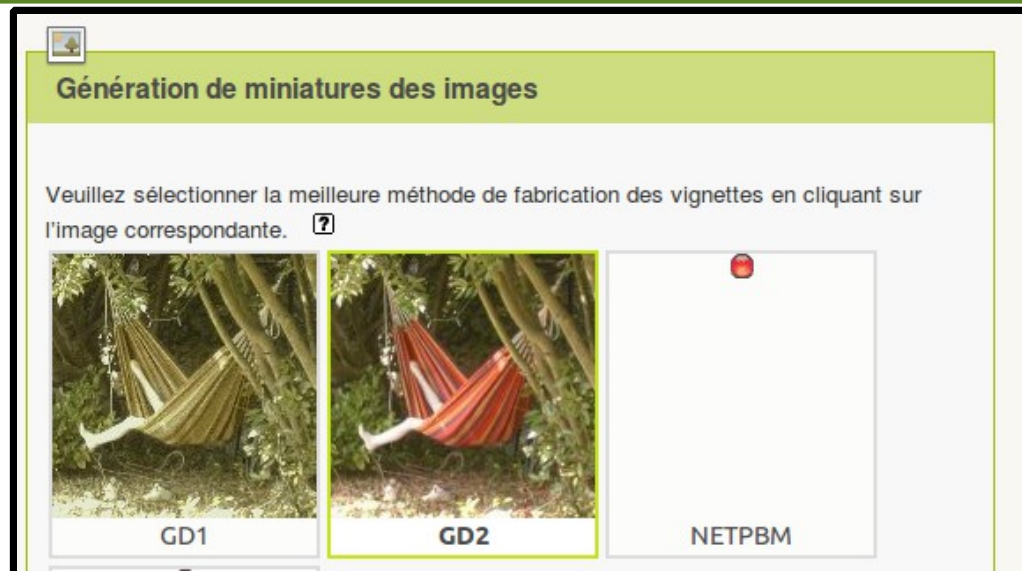 Génération de miniatures des images
Veuillez sélectionner la meilleure méthode de fabrication des vignettes en cliquant sur
l'image correspondante. ?
GD1
GD2
NETPBM